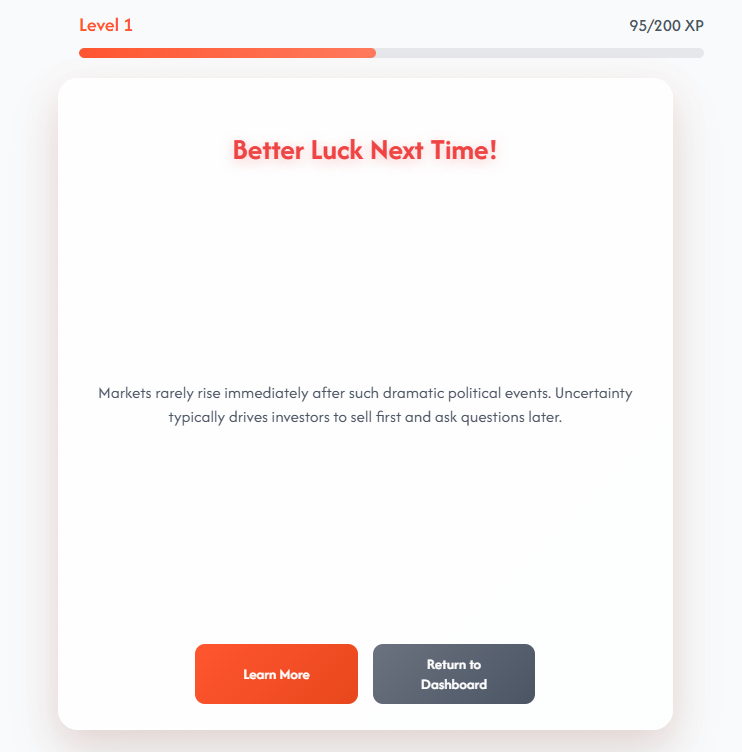 Level 1
95/200 XP
Better Luck Next Time!
Markets rarely rise immediately after such dramatic political events. Uncertainty
typically drives investors to sell first and ask questions later.
Learn More
Return to
Dashboard